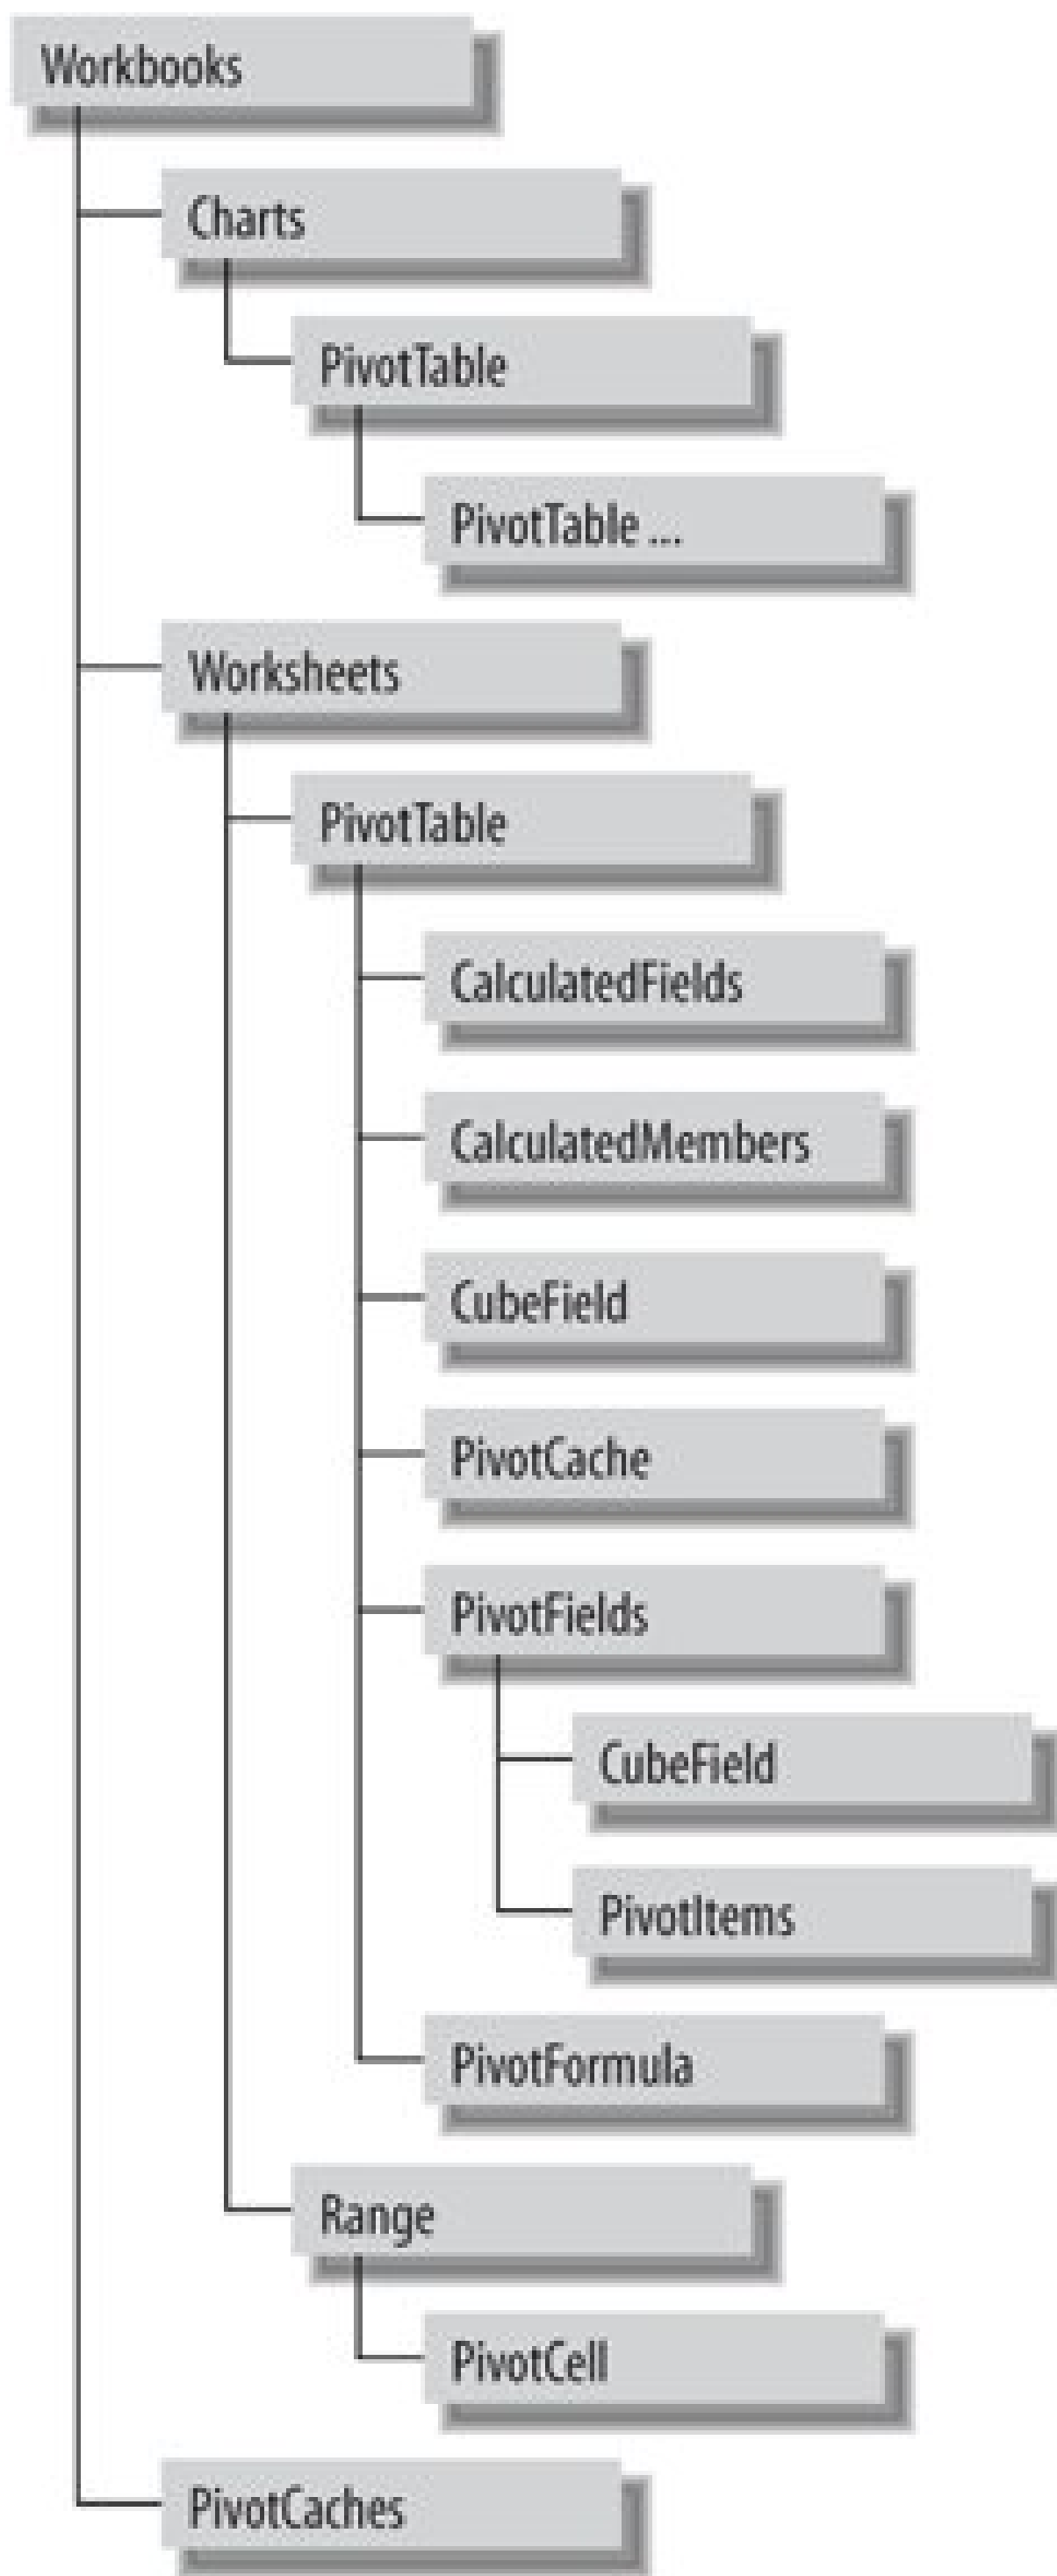 Workbooks
Charts
PivotTable
PivotTable ...
Worksheets
PivotTable
CalculatedFields
CalculatedMembers
CubeField
PivotCache
PivotFields
CubeField
PivotItems
PivotFormula
Range
PivotCell
PivotCaches